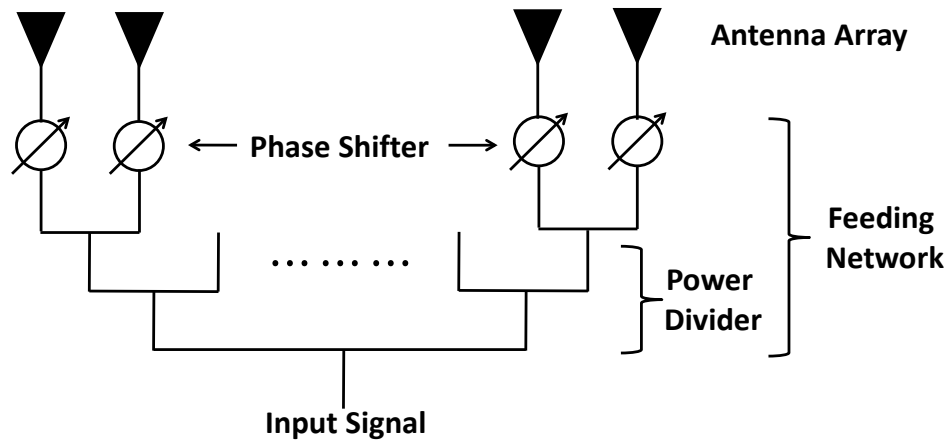 Antenna Array
Phase Shifter
Feeding
Network
... ... ...
Power
Divider
Input Signal